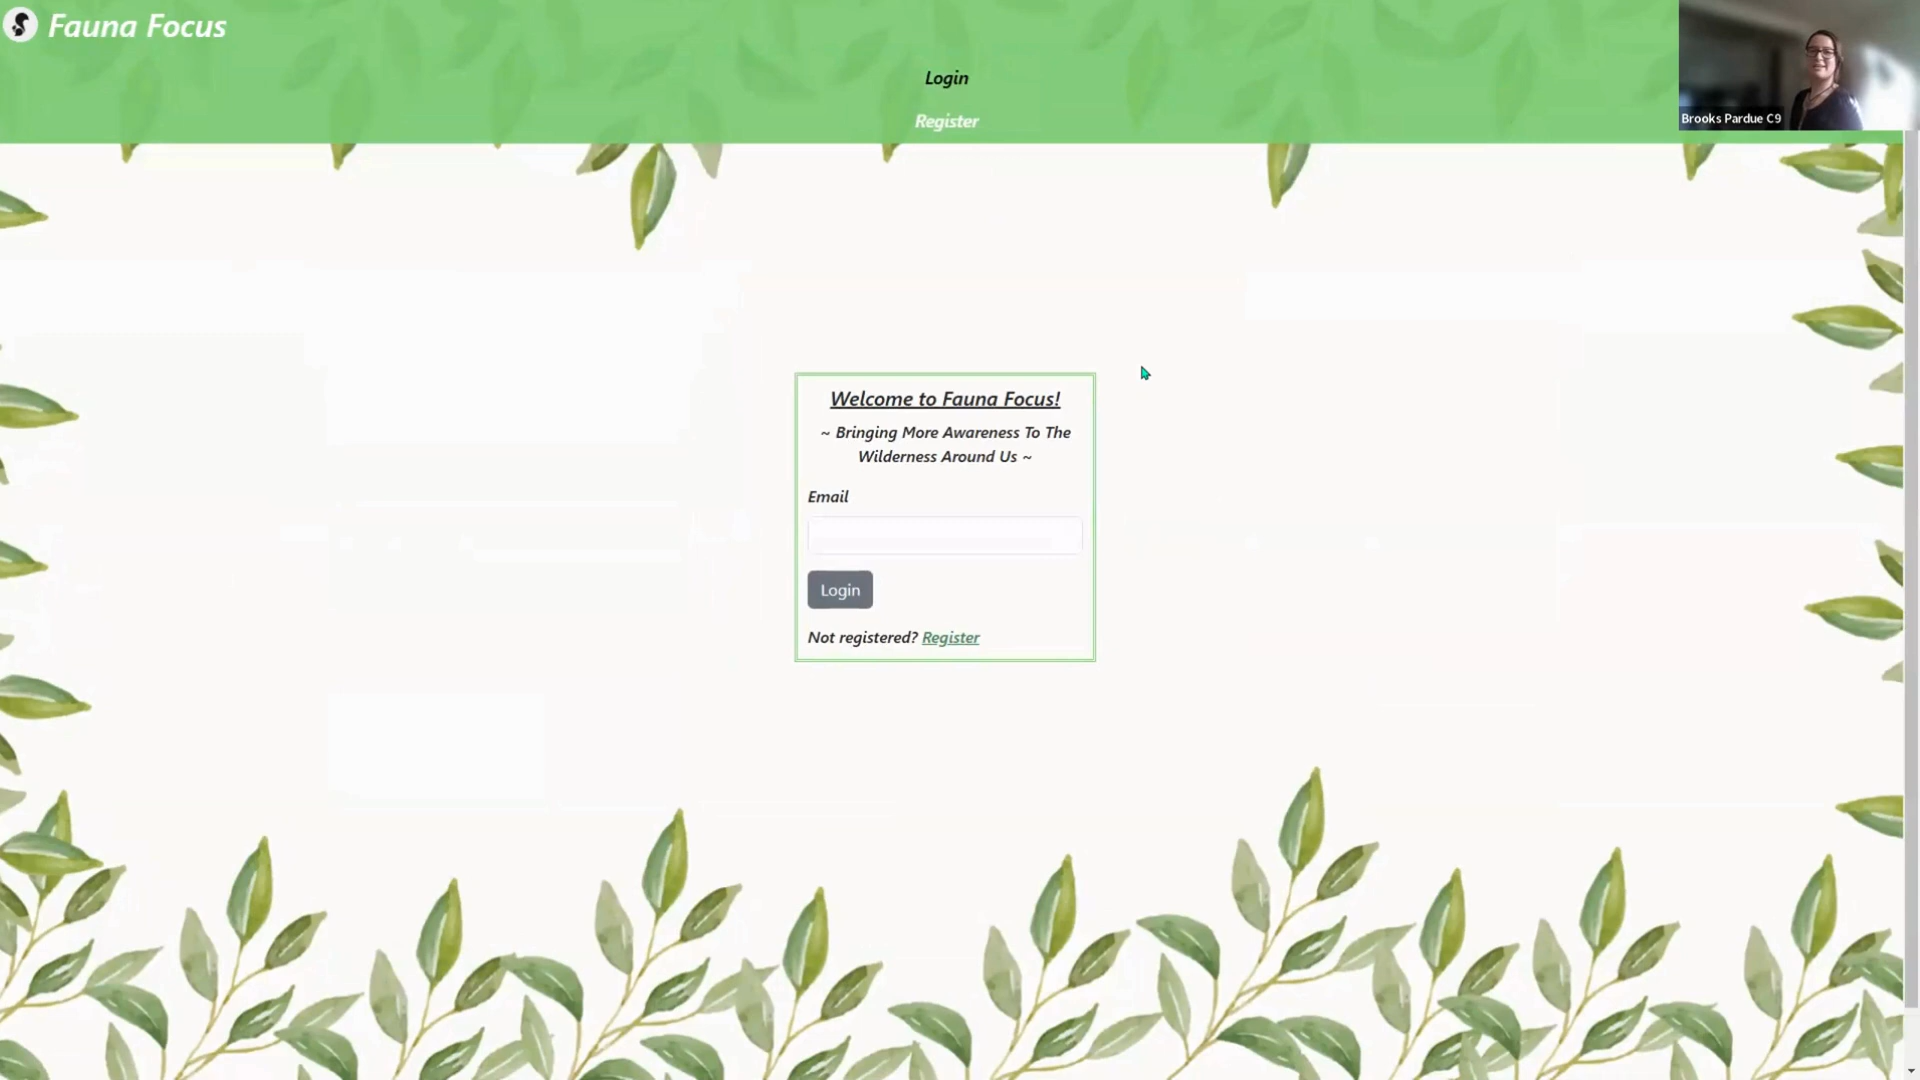 Fauna Focus
Login
Register
Brooks Pardue C9
Welcome to Fauna Focus!
~ Bringing More Awareness To The
Wilderness Around Us ~
Email
Login
Not registered? Register